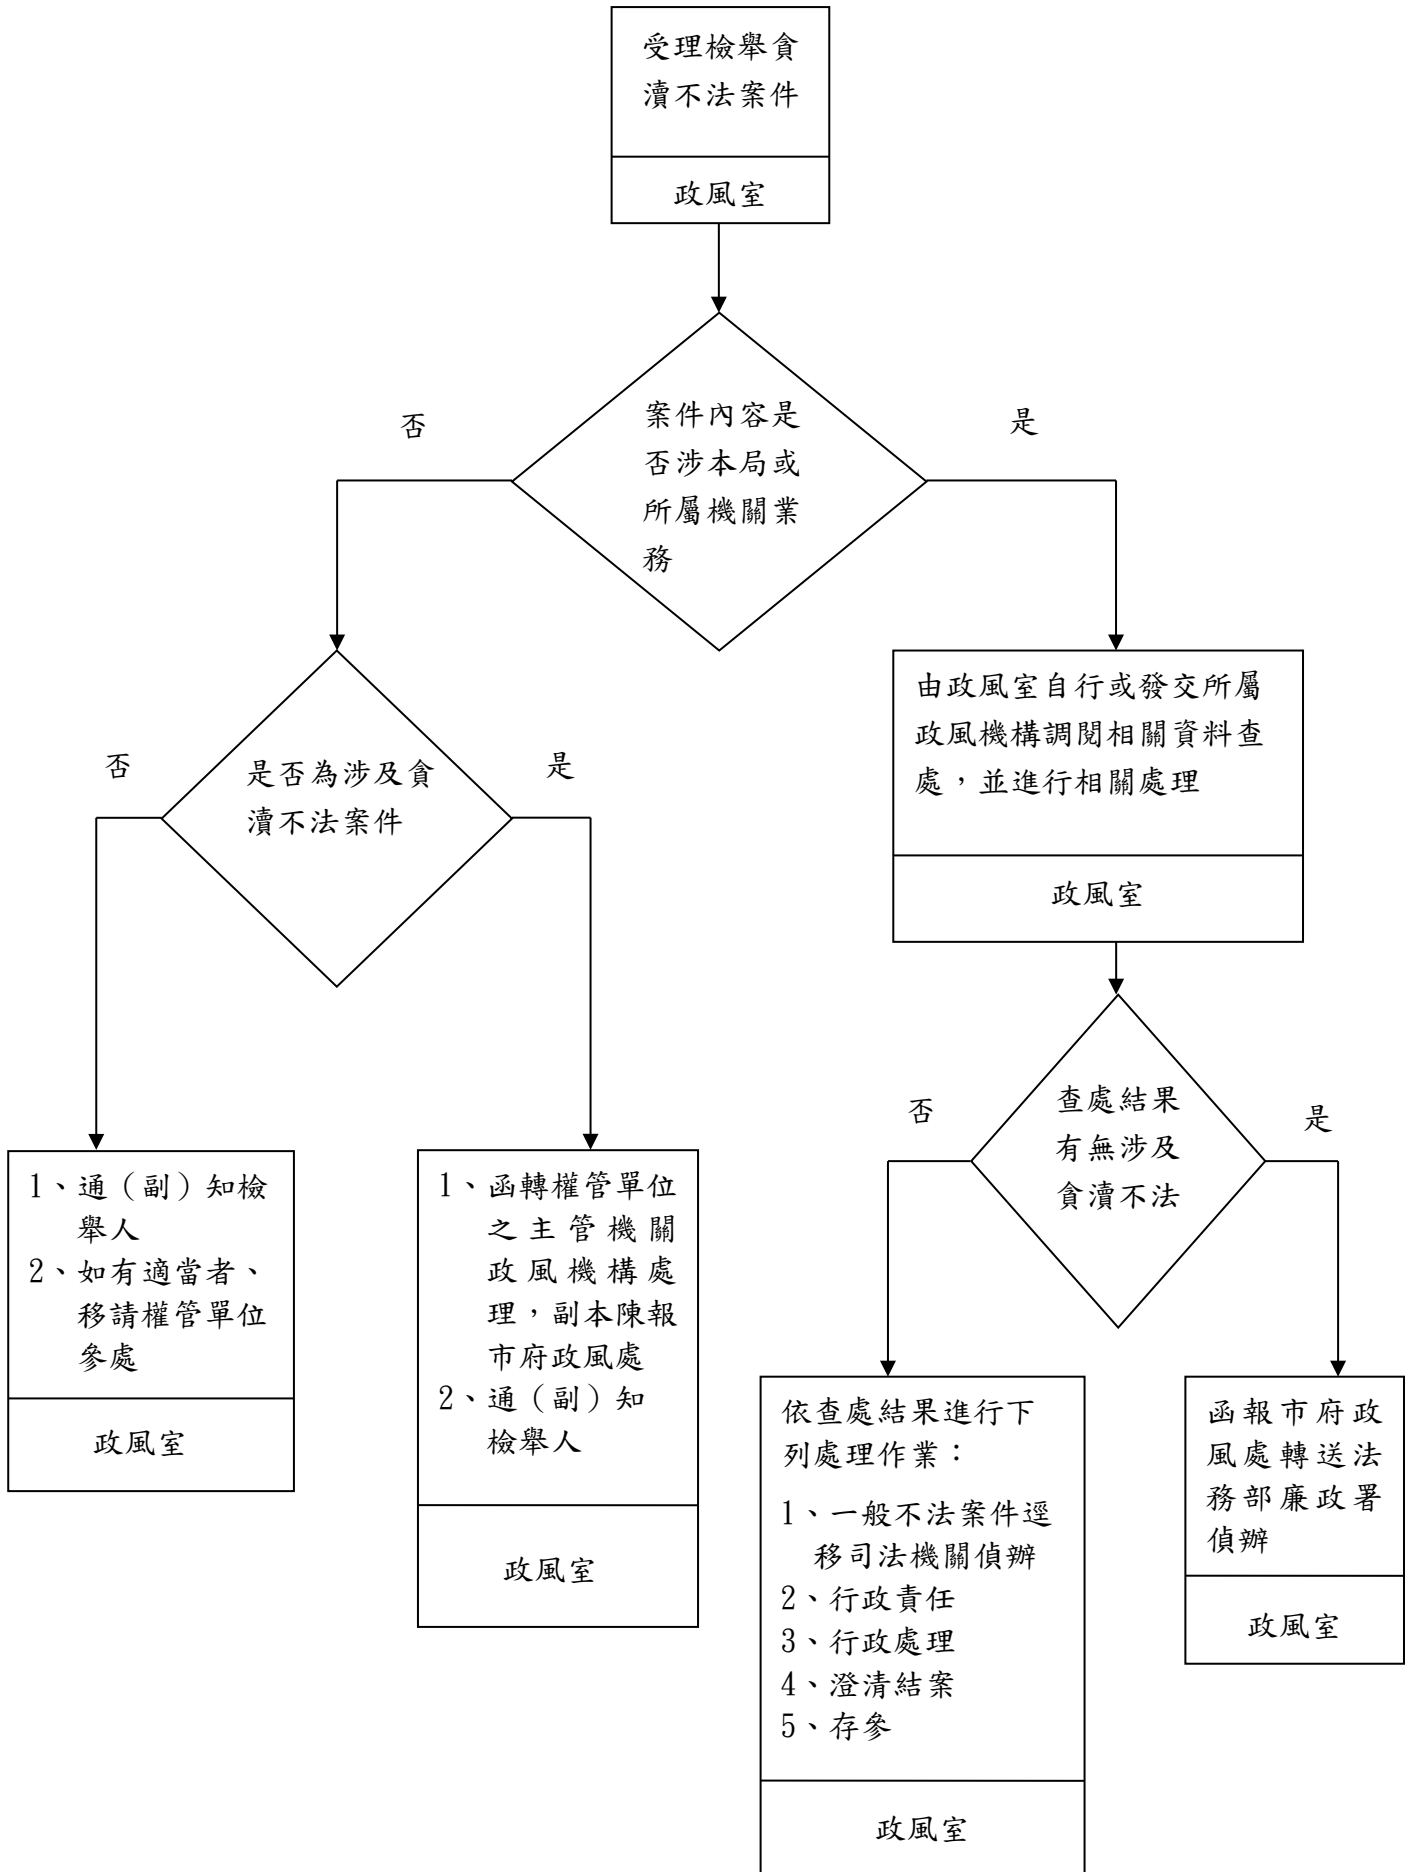 受理檢舉貪
瀆不法案件
政風室
案件內容是
否涉本局或
所屬機關業
務
否
是
是否為涉及貪
瀆不法案件
否
是
由政風室自行或發交所屬
政風機構調閱相關資料查
處，並進行相關處理
政風室
查處結果
有無涉及
貪瀆不法
否
是
1、通（副）知檢
舉人
2、如有適當者、
移請權管單位
參處
政風室
1、函轉權管單位
之主管機關
政風機構處
理，副本陳報
市府政風處
2、通（副）知
檢舉人
政風室
依查處結果進行下
列處理作業：
1、一般不法案件逕
移司法機關偵辦
2、行政責任
3、行政處理
4、澄清結案
5、存參
政風室
函報市府政
風處轉送法
務部廉政署
偵辦
政風室